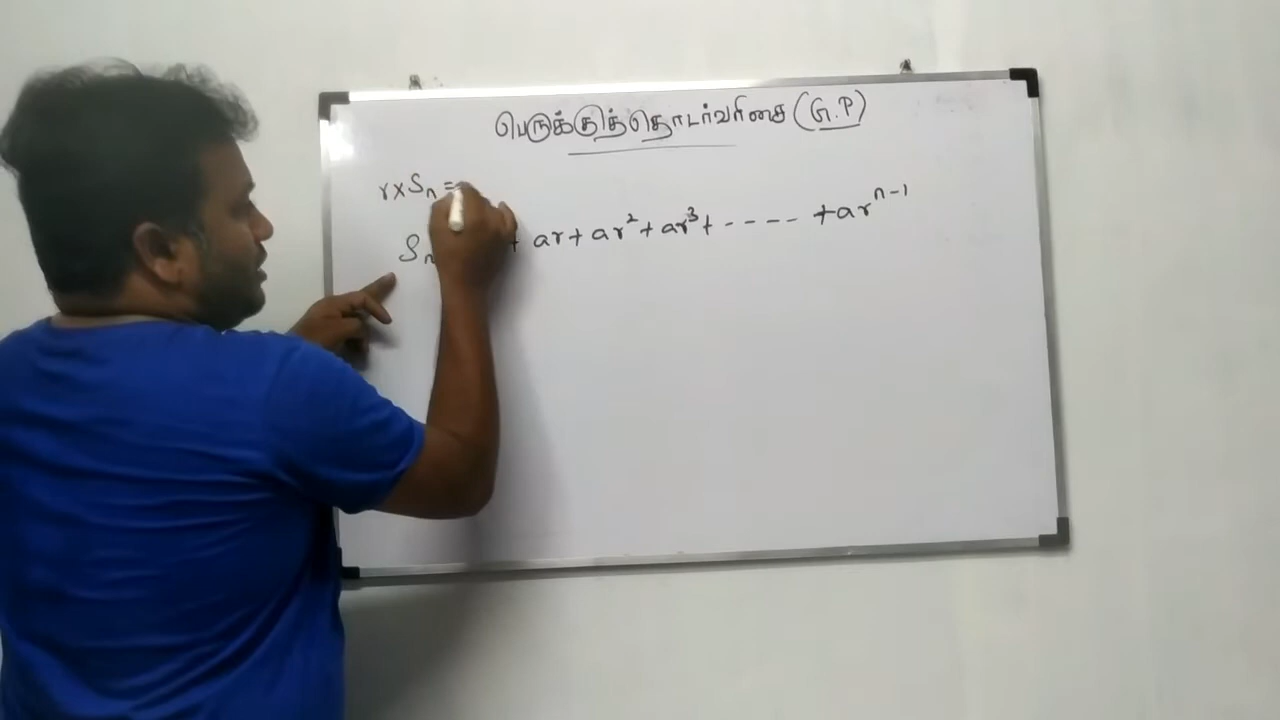 பெருக்குத்தொடர்வரிசை (G.P)
r×Sₙ =
Sₙ + ar + ar² + ar³ + - - - - + arⁿ⁻¹